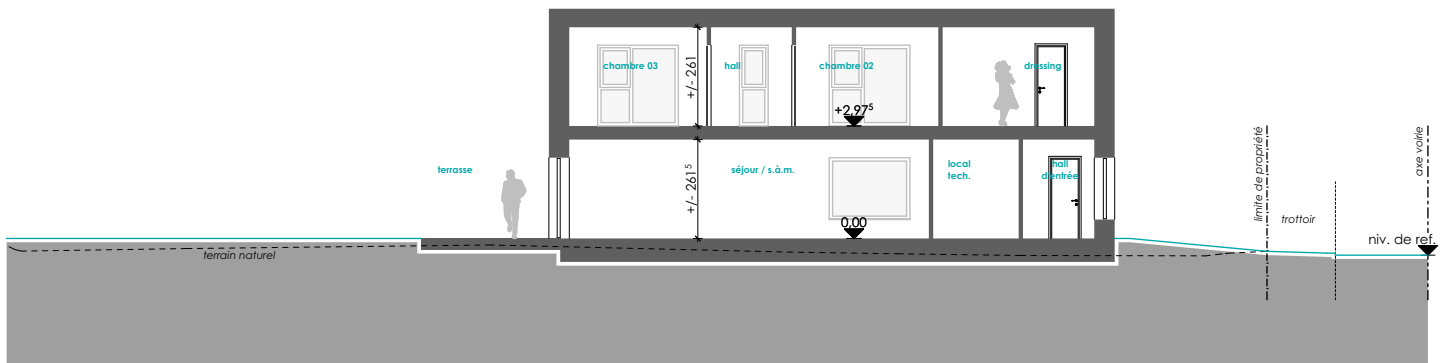 chambre 03
hall
chambre 02
dressing
+/- 261
+2,97⁵
terrasse
séjour / s.à.m.
local
tech.
hall
d'entrée
+/- 261⁵
0,00
limite de propriété
trottoir
axe voirie
niv. de ref.
terrain naturel